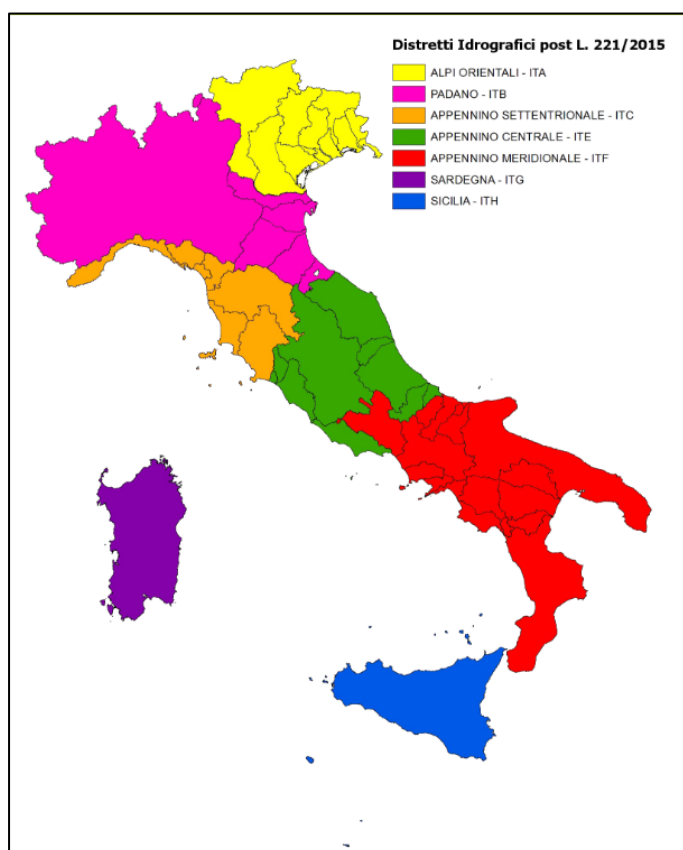 Distretti Idrografici post L. 221/2015
ALPI ORIENTALI - ITA
PADANO - ITB
APPENNINO SETTENTRIONALE - ITC
APPENNINO CENTRALE - ITE
APPENNINO MERIDIONALE - ITF
SARDEGNA - ITG
SICILIA - ITH